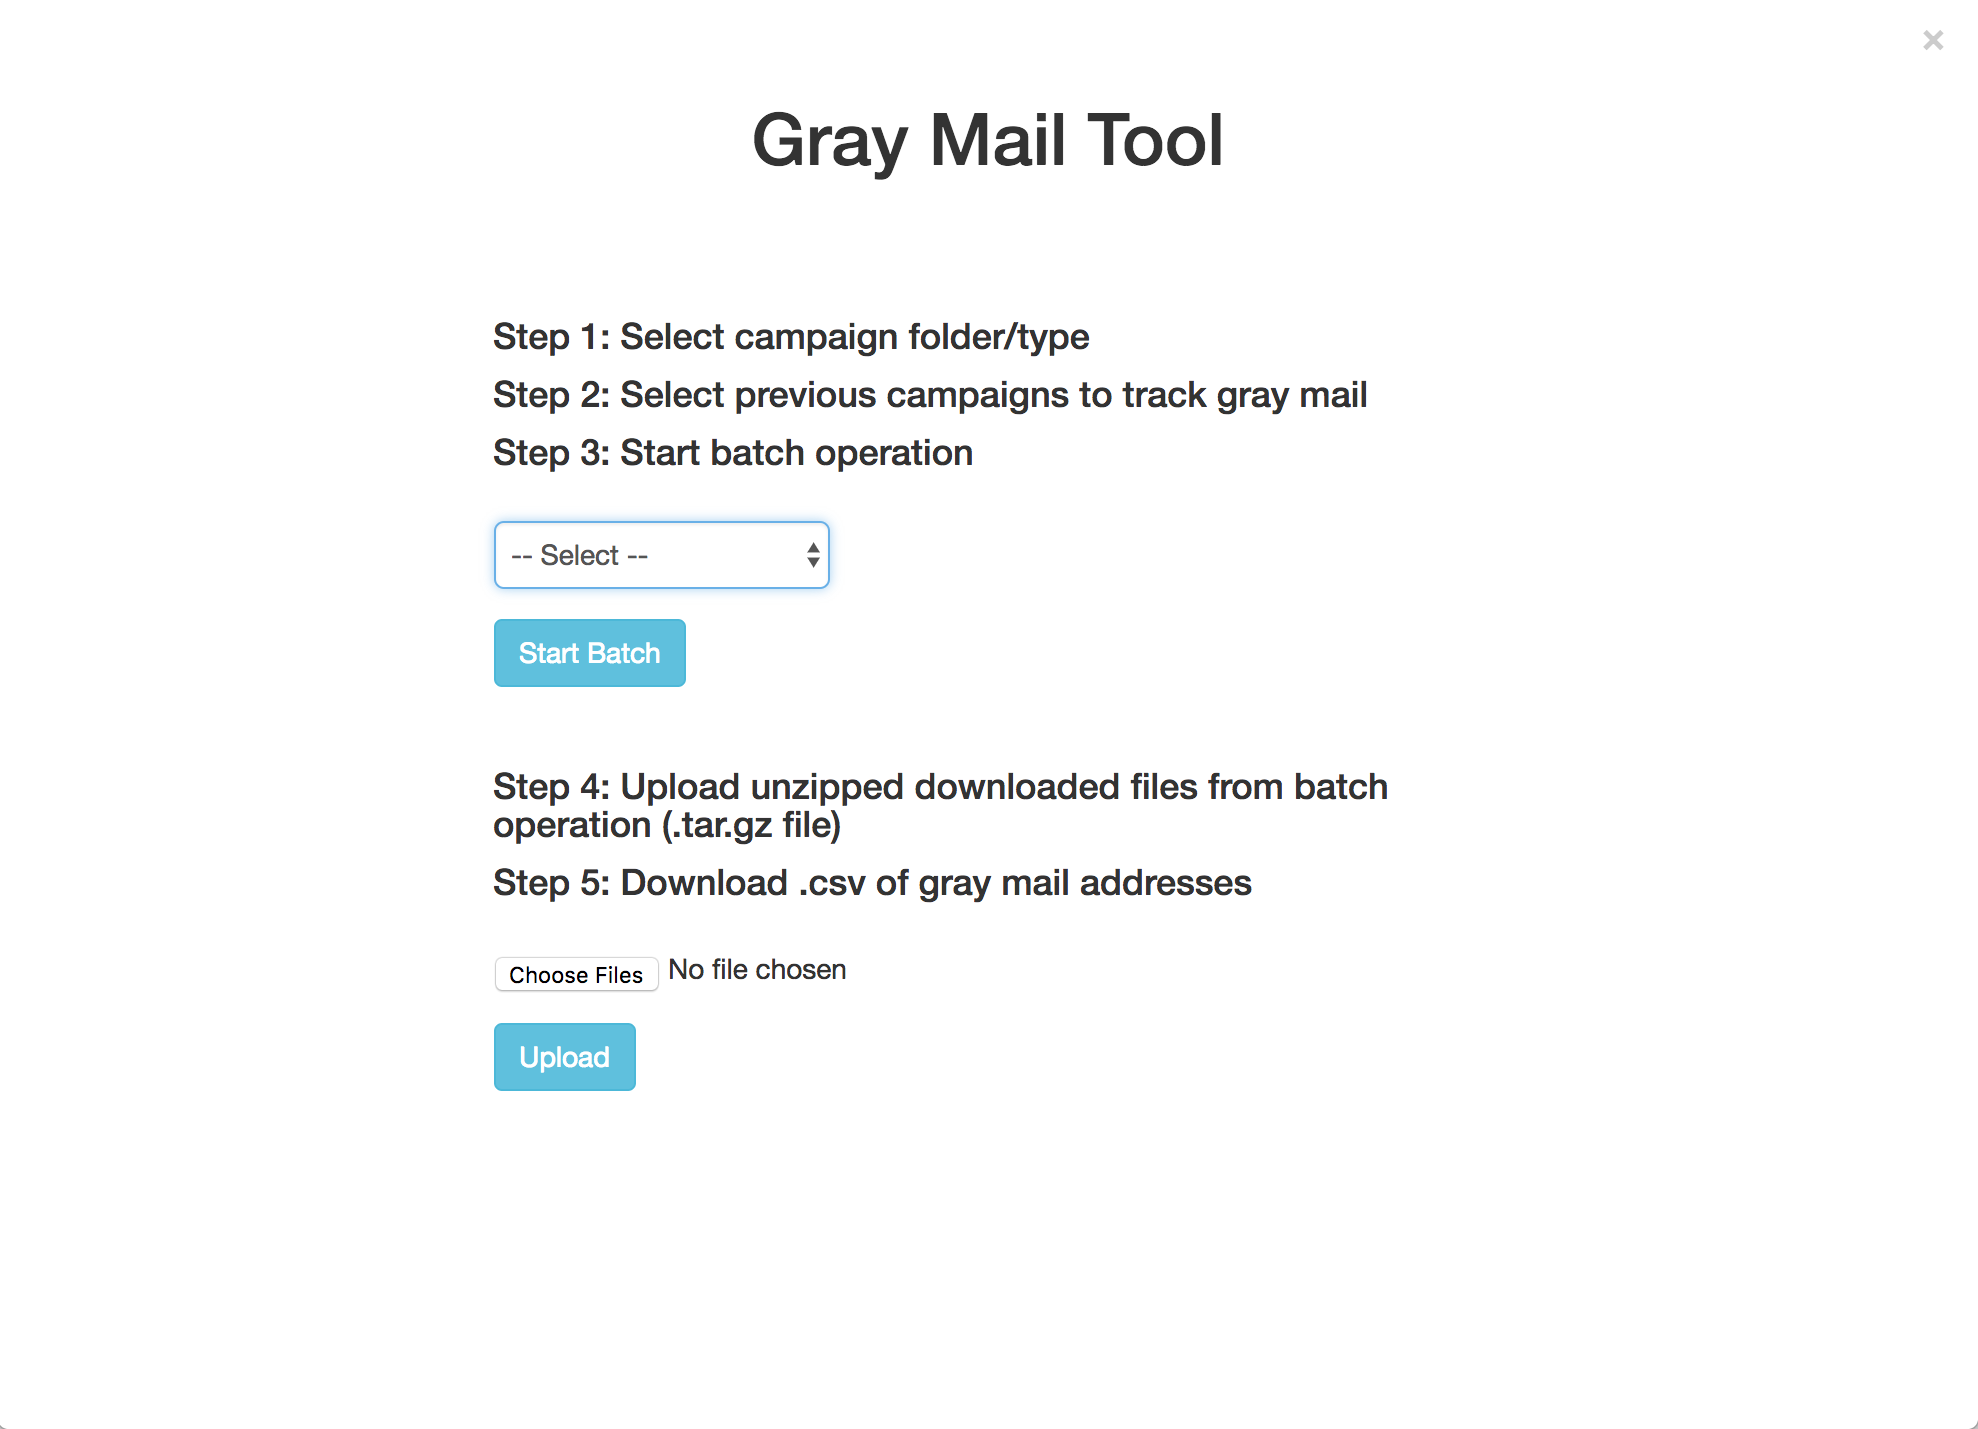 ×
Gray Mail Tool
Step 1: Select campaign folder/type
Step 2: Select previous campaigns to track gray mail
Step 3: Start batch operation
-- Select --
Start Batch
Step 4: Upload unzipped downloaded files from batch
operation (.tar.gz file)
Step 5: Download .csv of gray mail addresses
Choose Files No file chosen
Upload